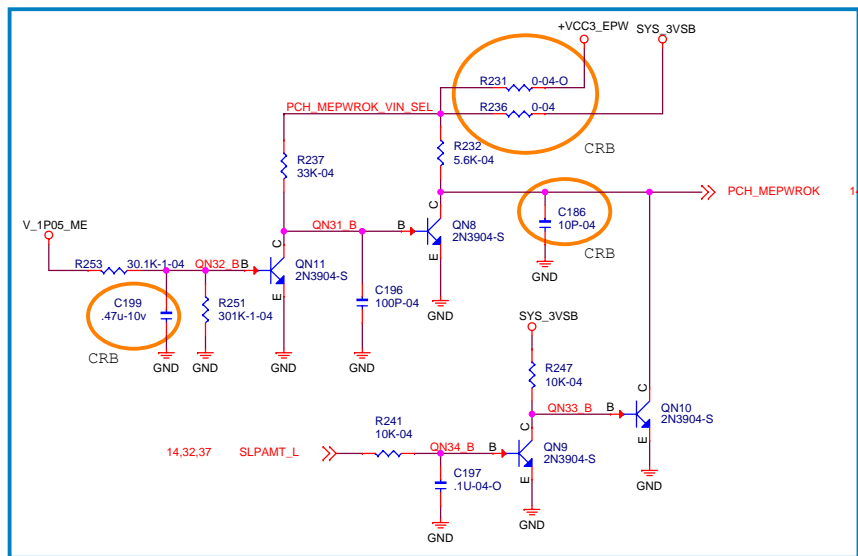 +VCC3_EPW
SYS_3VSB
R231
0-04-O
PCH_MEPWROK_VIN_SEL
R236
0-04
CRB
R237
33K-04
R232
5.6K-04
C
PCH_MEPWROK
14
V_1P05_ME
QN31_B
B
QN8
2N3904-S
C186
10P-04
C
E
CRB
R253
30.1K-1-04
QN32_B
B
QN11
2N3904-S
GND
C199
.47u-10v
R251
301K-1-04
E
C196
100P-04
GND
SYS_3VSB
CRB
GND
GND
GND
GND
R247
10K-04
C
QN33_B
B
QN10
2N3904-S
R241
10K-04
C
E
14,32,37
SLPAMT_L
QN34_B
B
QN9
2N3904-S
C197
.1U-04-O
E
GND
GND
GND